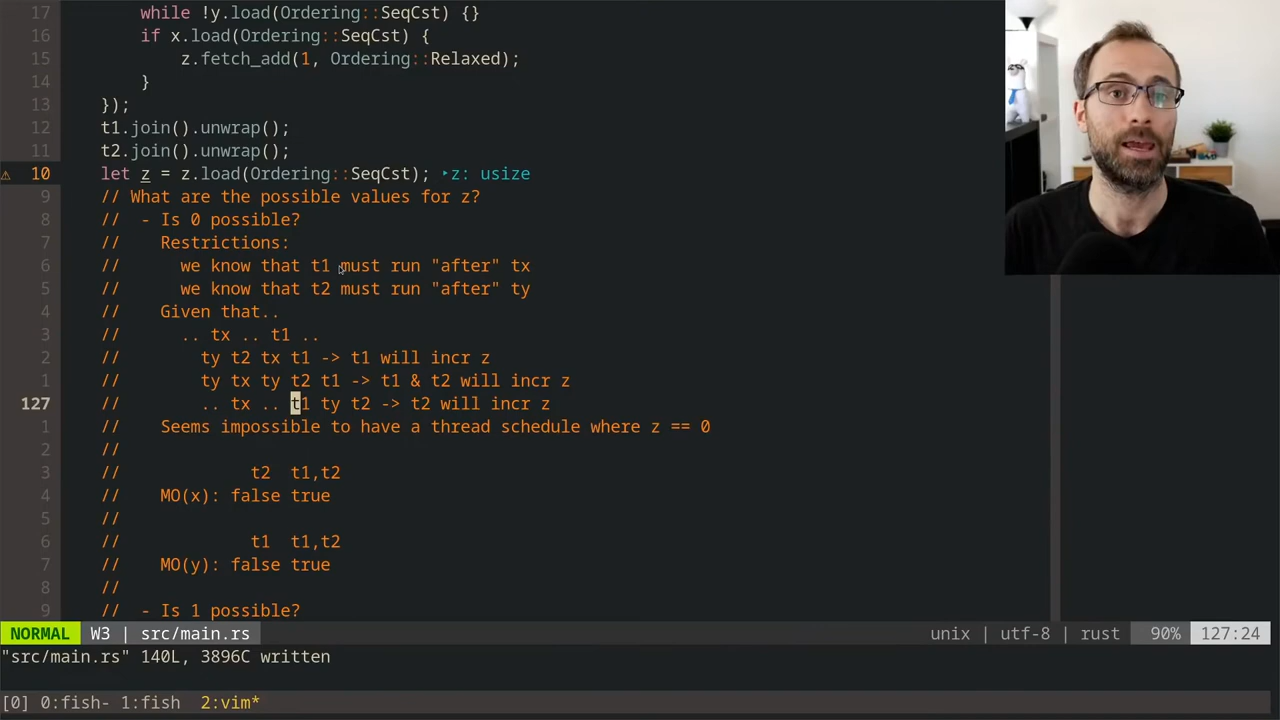 17 while !y.load(Ordering::SeqCst) {}
16 if x.load(Ordering::SeqCst) {
15 z.fetch_add(1, Ordering::Relaxed);
14 }
13 });
12 t1.join().unwrap();
11 t2.join().unwrap();
⚠ 10 let z = z.load(Ordering::SeqCst); ‣z: usize
9 // What are the possible values for z?
8 // - Is 0 possible?
7 // Restrictions:
6 // we know that t1 must run "after" tx
5 // we know that t2 must run "after" ty
4 // Given that..
3 // .. tx .. t1 ..
2 // ty t2 tx t1 -> t1 will incr z
1 // ty tx ty t2 t1 -> t1 & t2 will incr z
127 // .. tx .. t1 ty t2 -> t2 will incr z
1 // Seems impossible to have a thread schedule where z == 0
2 //
3 // t2 t1,t2
4 // MO(x): false true
5 //
6 // t1 t1,t2
7 // MO(y): false true
8 //
9 // - Is 1 possible?
NORMAL W3 | src/main.rs unix | utf-8 | rust 90% 127:24
"src/main.rs" 140L, 3896C written
[0] 0:fish- 1:fish 2:vim*